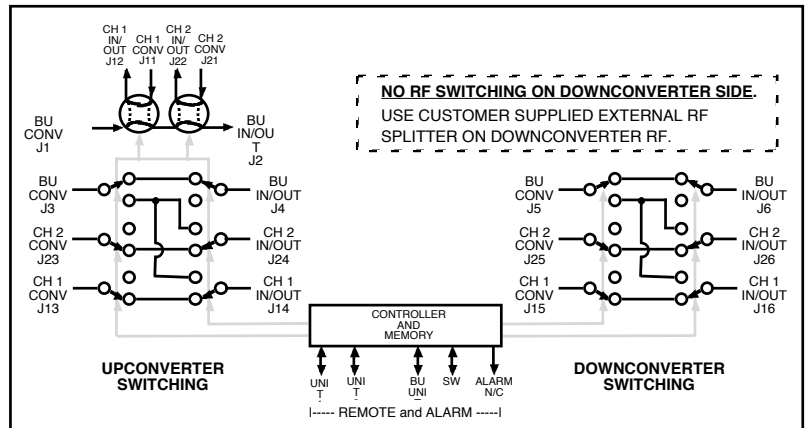 CH 1
IN/
OUT
J12
CH 1
CONV
J11
CH 2
IN/
OUT
J22
CH 2
CONV
J21
NO RF SWITCHING ON DOWNCONVERTER SIDE.
USE CUSTOMER SUPPLIED EXTERNAL RF
SPLITTER ON DOWNCONVERTER RF.
BU
CONV
J1
BU
IN/OU
T
J2
BU
CONV
J3
BU
IN/OUT
J4
CH 2
CONV
J23
CH 2
IN/OUT
J24
CH 1
CONV
J13
CH 1
IN/OUT
J14
BU
CONV
J5
BU
IN/OUT
J6
CH 2
CONV
J25
CH 2
IN/OUT
J26
CH 1
CONV
J15
CH 1
IN/OUT
J16
CONTROLLER
AND
MEMORY
UPCONVERTER
SWITCHING
DOWNCONVERTER
SWITCHING
UNI
T
UNI
T
BU
UNI
T
SW
ALARM
N/C
I----- REMOTE and ALARM -----I